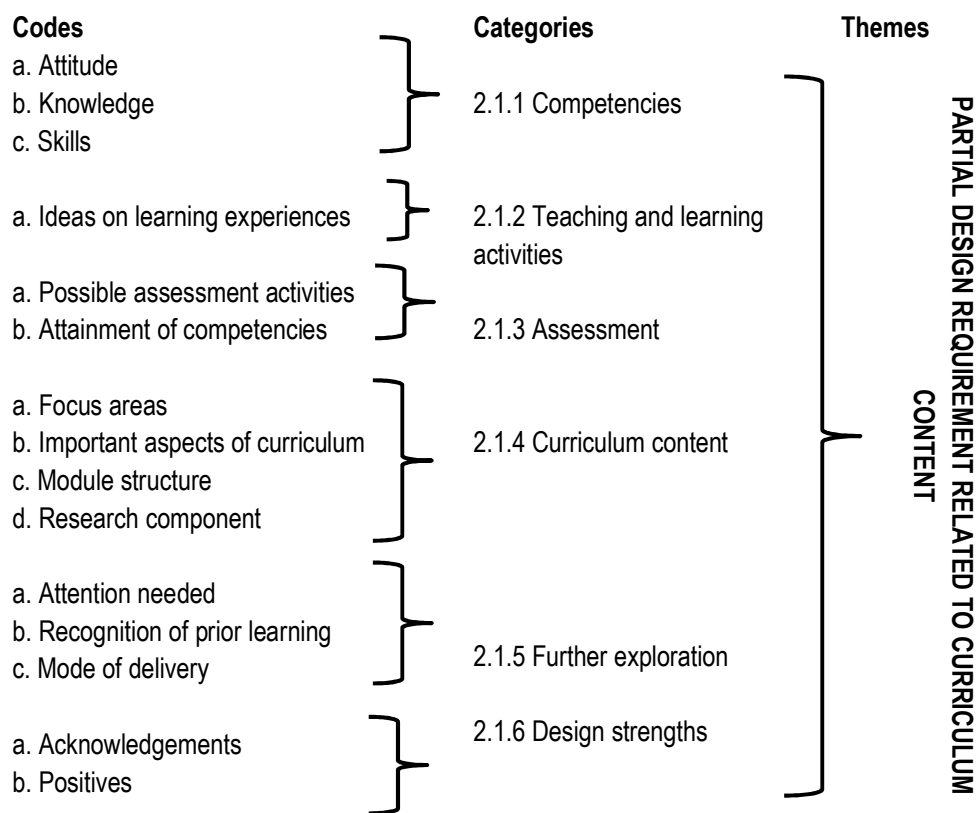 Codes Categories Themes
a. Attitude
b. Knowledge
c. Skills
2.1.1 Competencies
a. Ideas on learning experiences
2.1.2 Teaching and learning
activities
a. Possible assessment activities
b. Attainment of competencies
2.1.3 Assessment
a. Focus areas
b. Important aspects of curriculum
c. Module structure
d. Research component
2.1.4 Curriculum content
a. Attention needed
b. Recognition of prior learning
c. Mode of delivery
2.1.5 Further exploration
a. Acknowledgements
b. Positives
2.1.6 Design strengths
PARTIAL DESIGN REQUIREMENT RELATED TO CURRICULUM
CONTENT